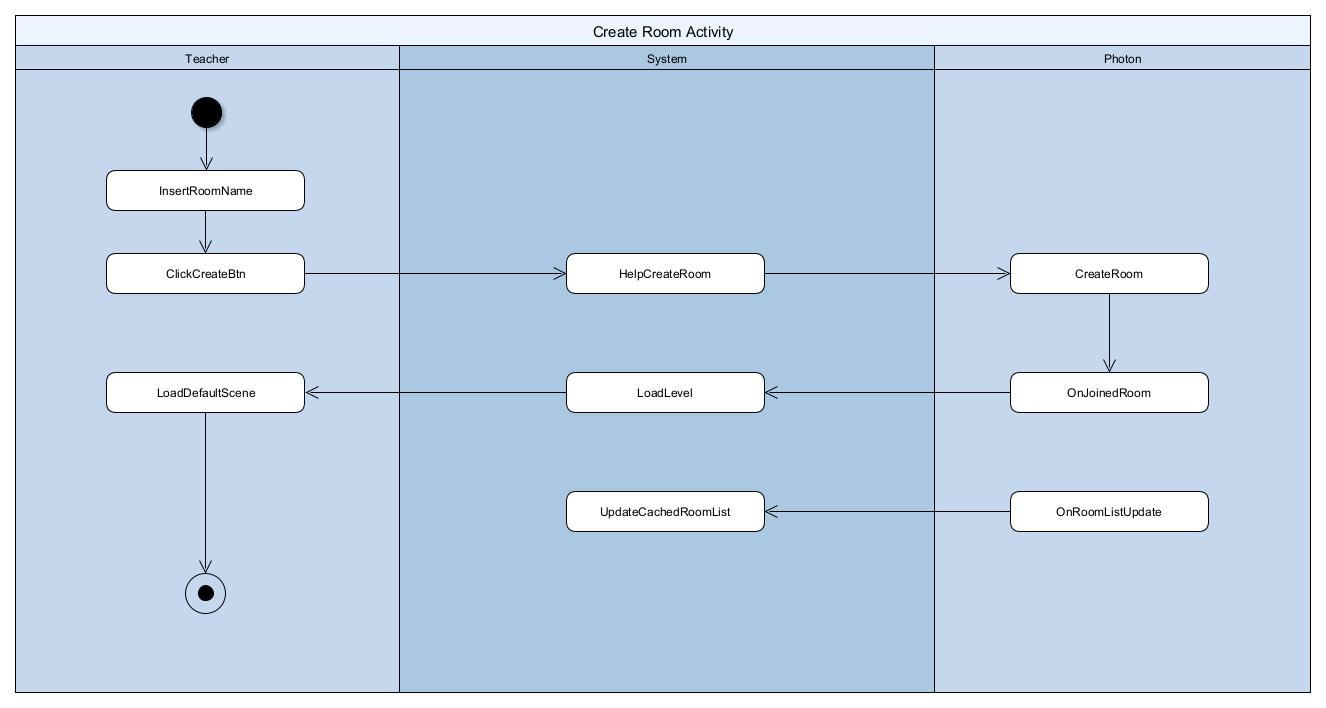 Create Room Activity
Teacher
System
Photon
InsertRoomName
ClickCreateBtn
HelpCreateRoom
CreateRoom
LoadDefaultScene
LoadLevel
OnJoinedRoom
UpdateCachedRoomList
OnRoomListUpdate